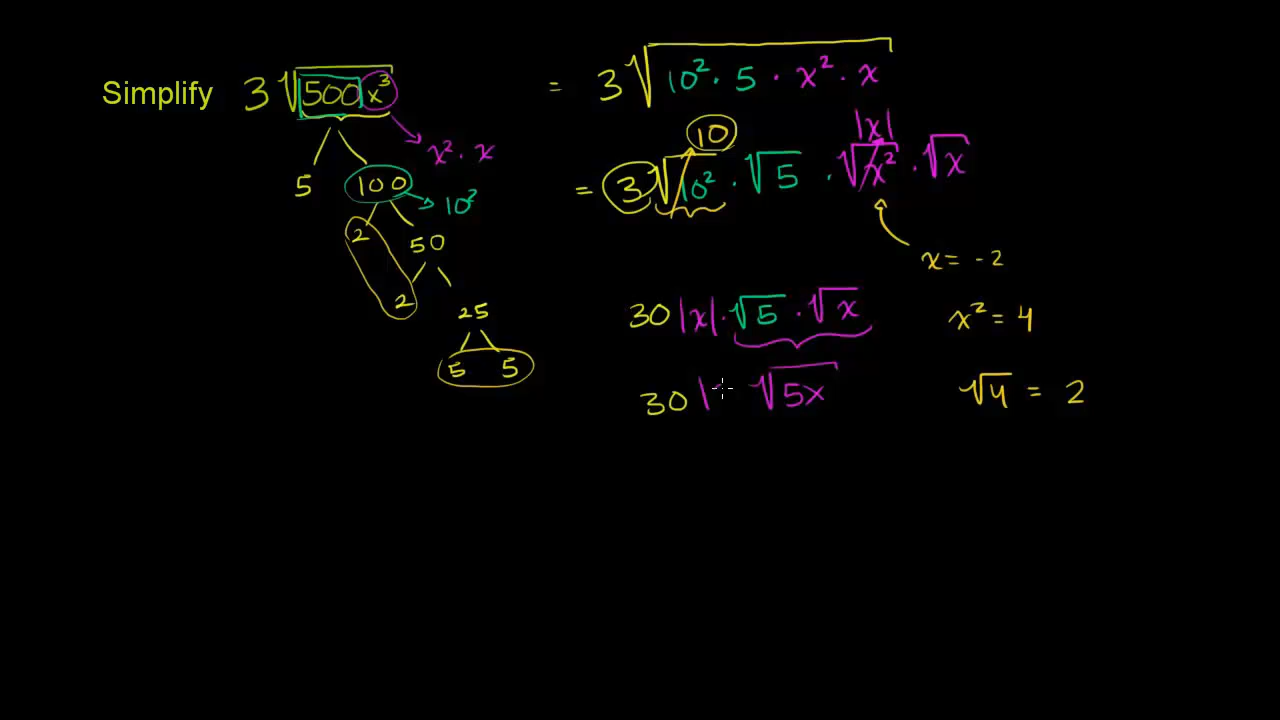 Simplify 3√500x³ = 3√10² · 5 · x² · x
x² · x
5 100 10²
2 50
2 25
5 5
10 |x|
= 3√10² · √5 · √x² · √x
x = -2
30|x| · √5 · √x x² = 4
30| √5x √4 = 2